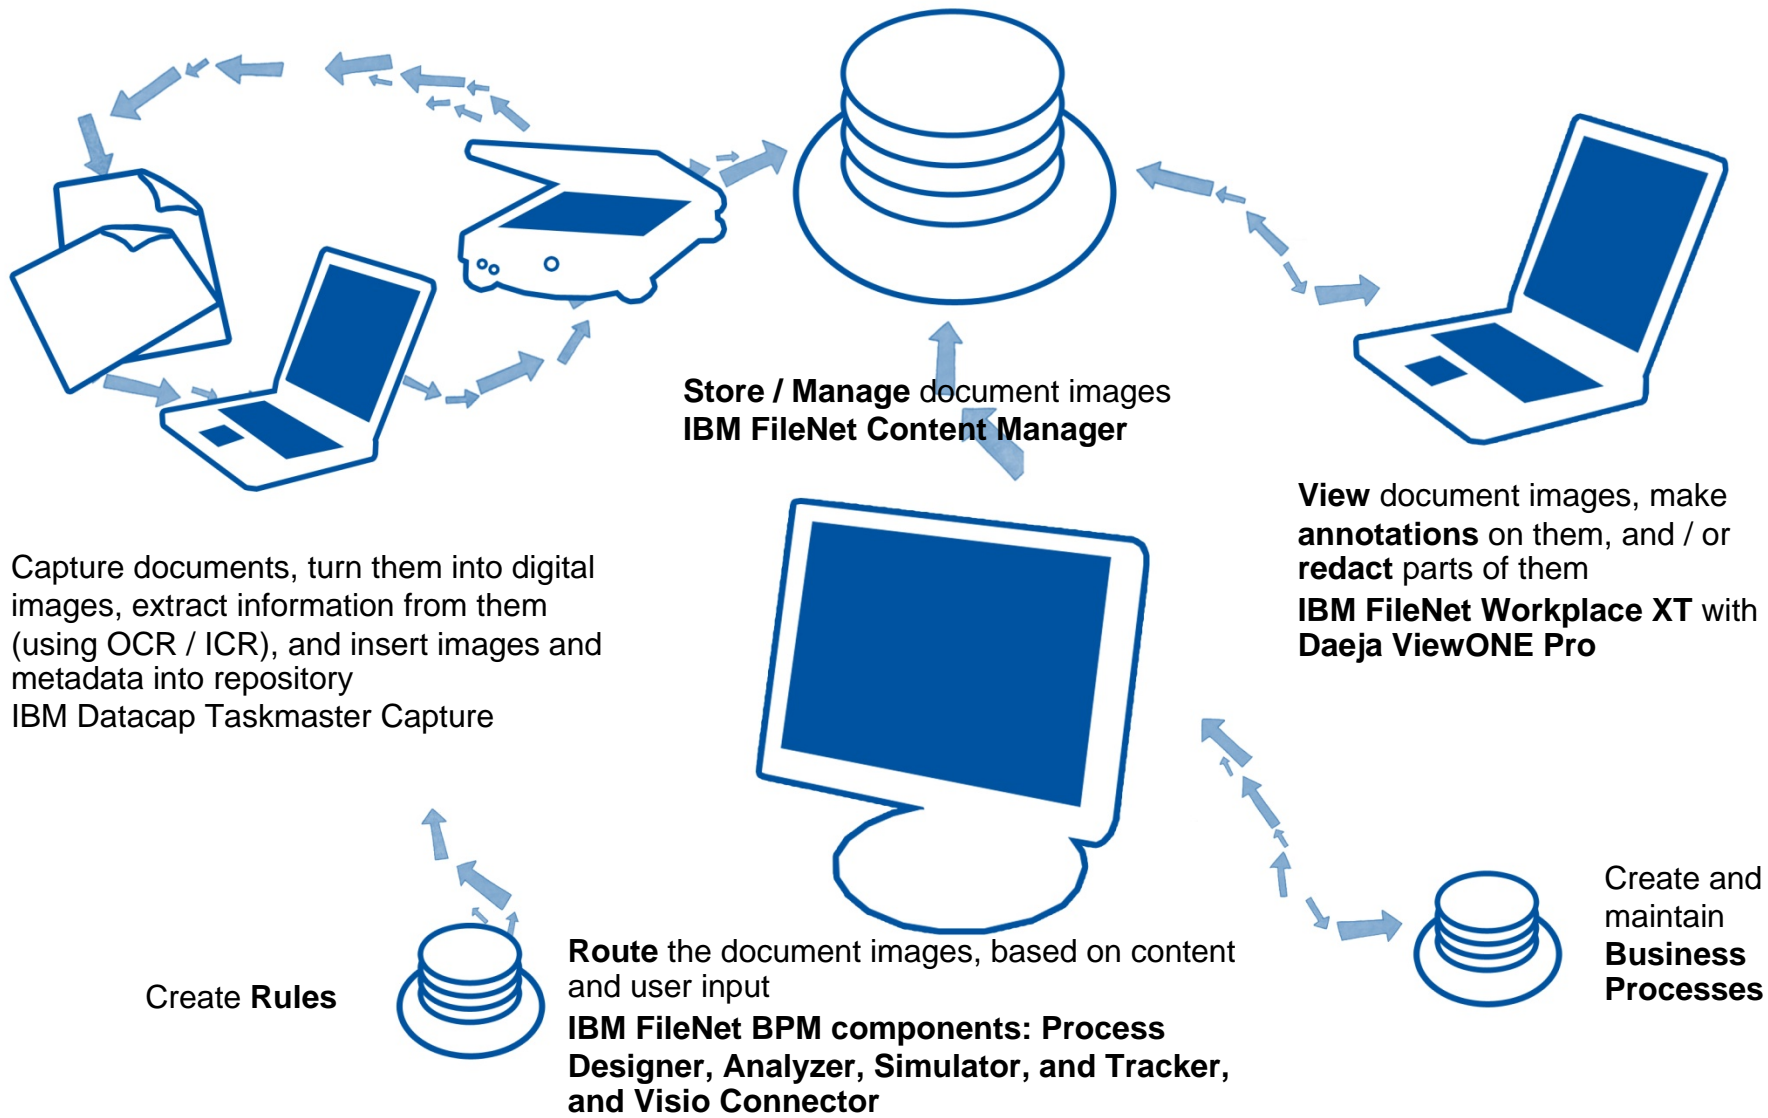 Store / Manage document images
IBM FileNet Content Manager
View document images, make
annotations on them, and / or
redact parts of them
IBM FileNet Workplace XT with
Daeja ViewONE Pro
Capture documents, turn them into digital
images, extract information from them
(using OCR / ICR), and insert images and
metadata into repository
IBM Datacap Taskmaster Capture
Create Rules
Route the document images, based on content
and user input
IBM FileNet BPM components: Process
Designer, Analyzer, Simulator, and Tracker,
and Visio Connector
Create and
maintain
Business
Processes